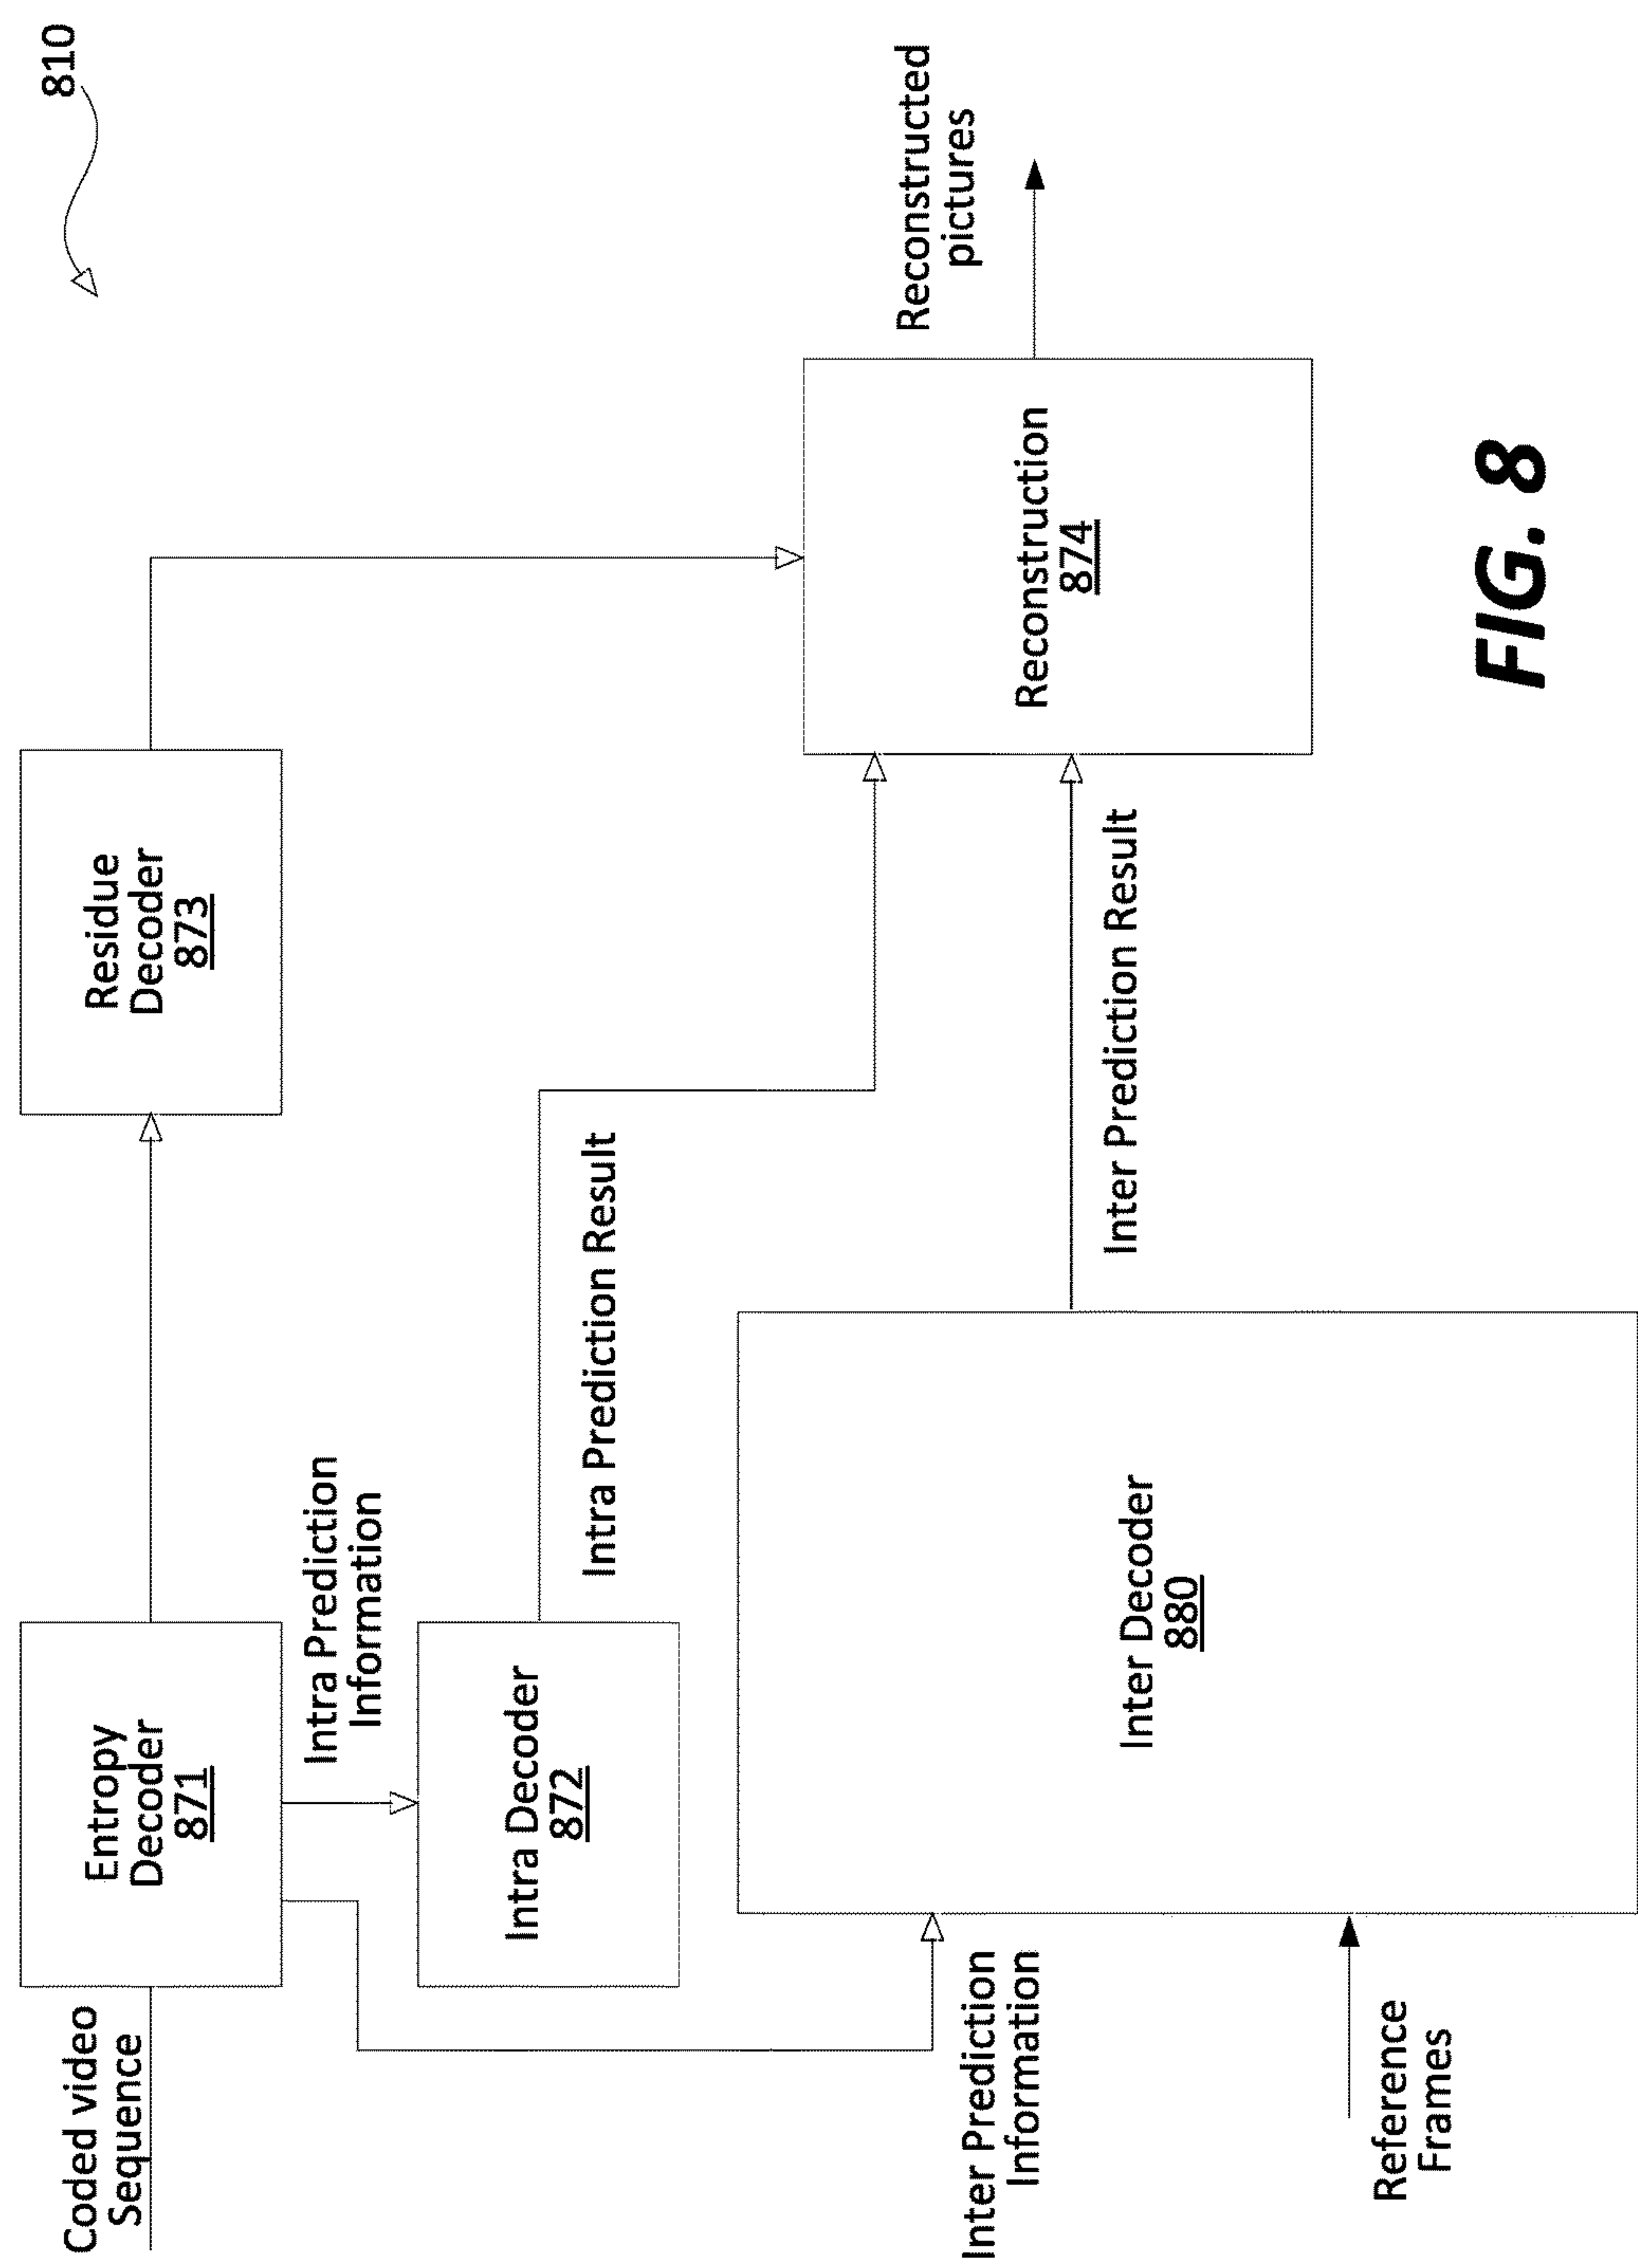 810
Coded video
Sequence
Entropy
Decoder
871
Residue
Decoder
873
Intra Prediction
Information
Intra Decoder
872
Intra Prediction Result
Reconstructed
pictures
Reconstruction
874
Inter Prediction
Information
Inter Decoder
880
Inter Prediction Result
Reference
Frames
FIG. 8